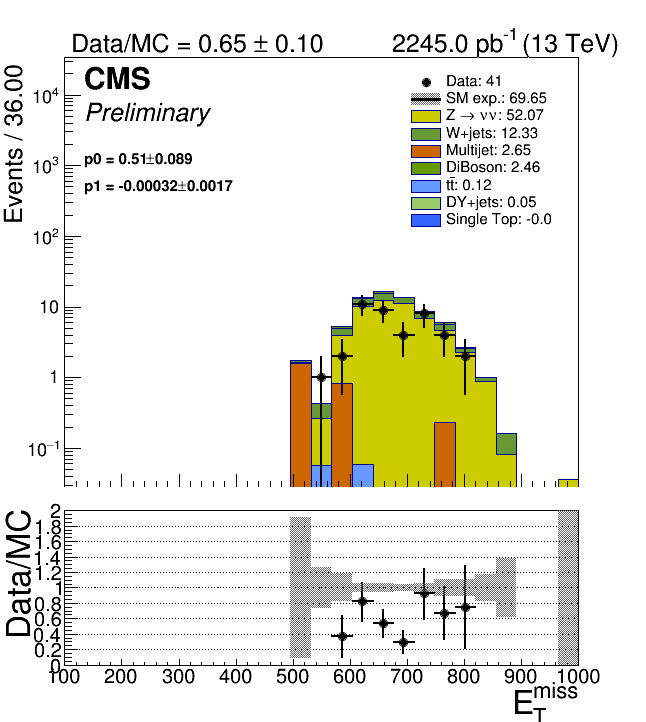 Data/MC = 0.65 ± 0.10 2245.0 pb⁻¹ (13 TeV)
CMS
Preliminary
p0 = 0.51±0.089
p1 = -0.00032±0.0017
Data: 41
SM exp.: 69.65
Z → νν: 52.07
W+jets: 12.33
Multijet: 2.65
DiBoson: 2.46
tt̄: 0.12
DY+jets: 0.05
Single Top: -0.0
Events / 36.00
10⁴
10³
10²
10
1
10⁻¹
Data/MC
2
1.8
1.6
1.4
1.2
1
0.8
0.6
0.4
0.2
0
100 200 300 400 500 600 700 800 900 1000
E_T^miss